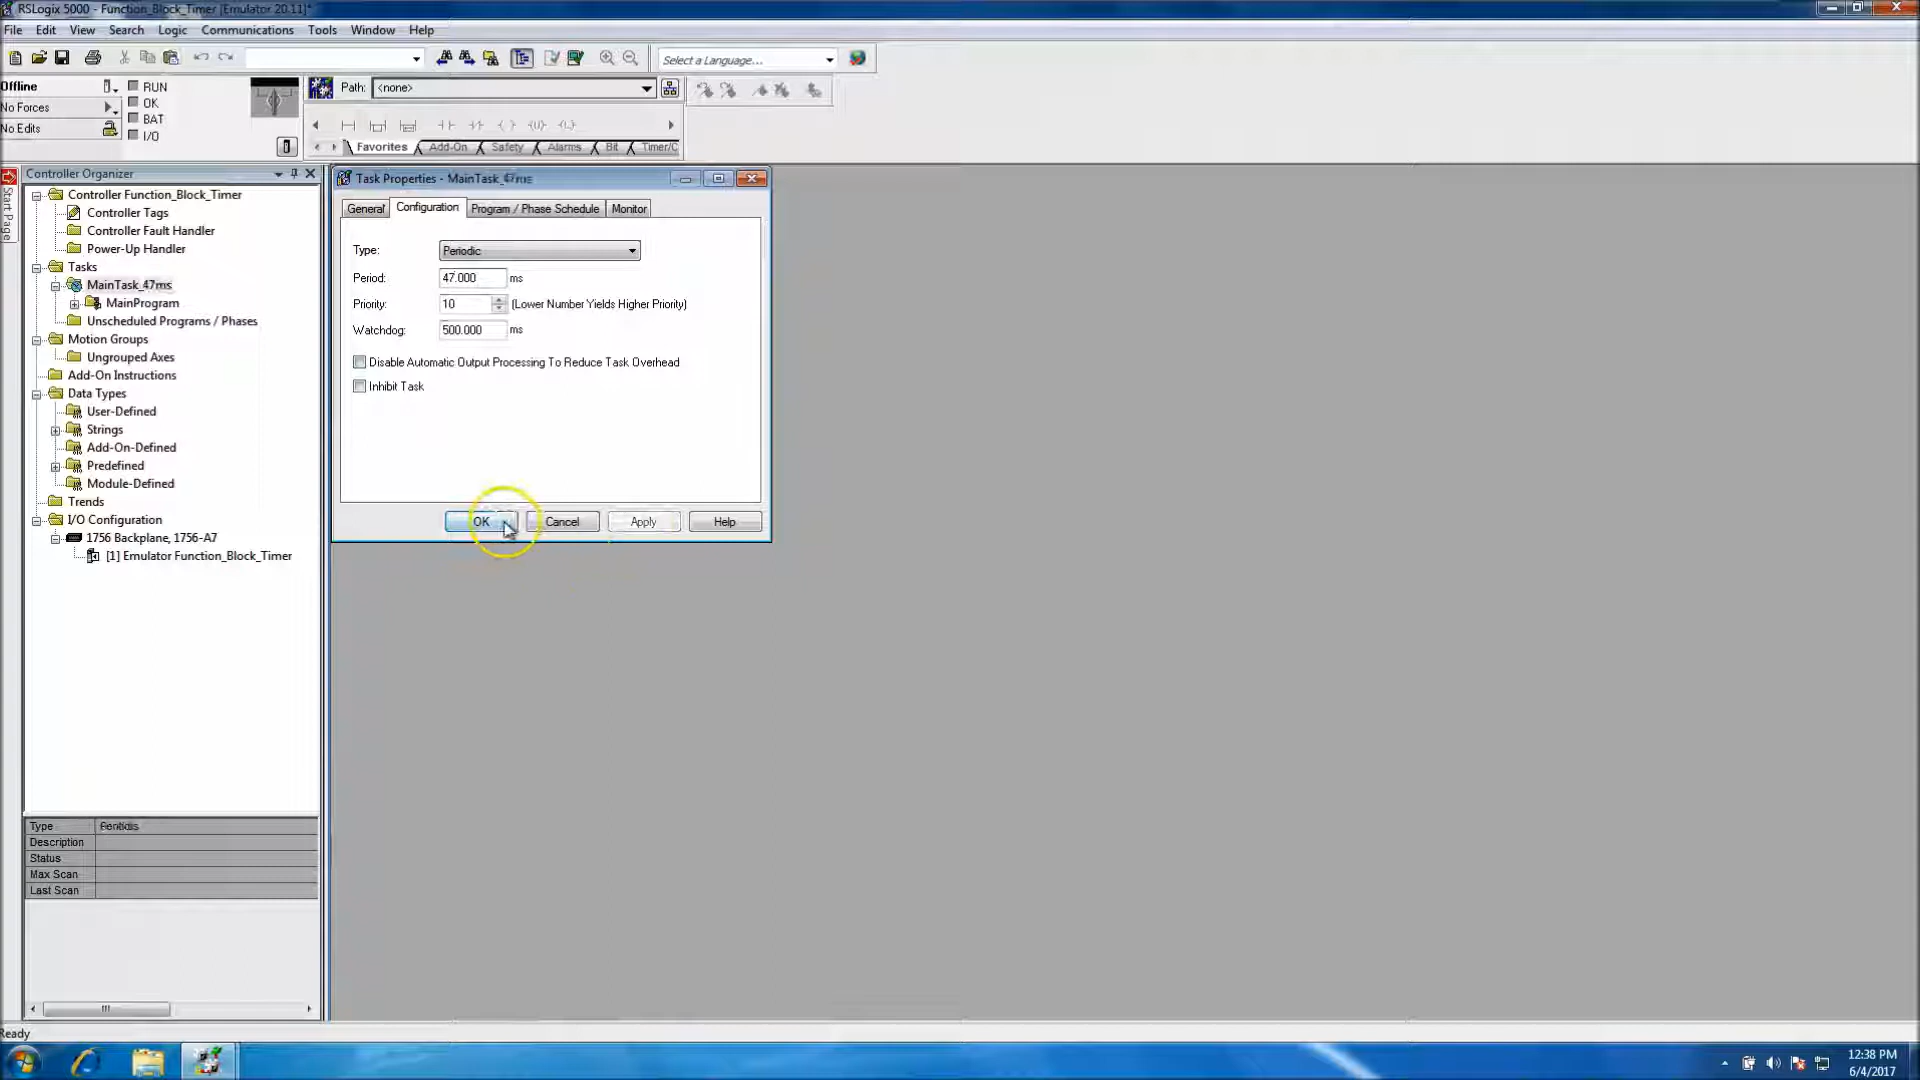 RSLogix 5000 - Function_Block_Timer [Emulator 20.11]*
File Edit View Search Logic Communications Tools Window Help
Select a Language...
Offline
RUN
No Forces
OK
No Edits
BAT
I/O
Path: <none>
Favorites Add-On Safety Alarms Bit Timer/C
Start Page
Controller Organizer
Controller Function_Block_Timer
Controller Tags
Controller Fault Handler
Power-Up Handler
Tasks
MainTask_47ms
MainProgram
Unscheduled Programs / Phases
Motion Groups
Ungrouped Axes
Add-On Instructions
Data Types
User-Defined
Strings
Add-On-Defined
Predefined
Module-Defined
Trends
I/O Configuration
1756 Backplane, 1756-A7
[1] Emulator Function_Block_Timer
Task Properties - MainTask_47ms
General Configuration Program / Phase Schedule Monitor
Type: Periodic
Period: 47.000 ms
Priority: 10 (Lower Number Yields Higher Priority)
Watchdog: 500.000 ms
Disable Automatic Output Processing To Reduce Task Overhead
Inhibit Task
OK Cancel Apply Help
Type
Description
Status
Max Scan
Last Scan
Ready
12:38 PM
6/4/2017